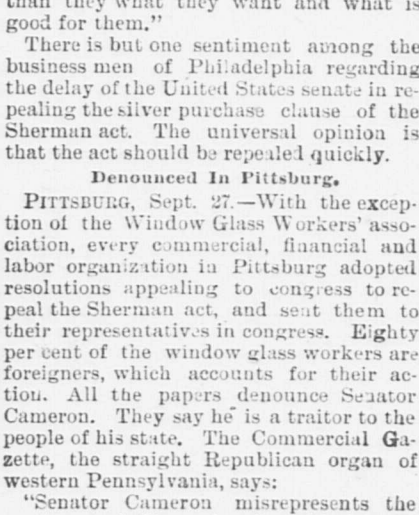 than they what they want and what is
good for them."
There is but one sentiment among the
business men of Philadelphia regarding
the delay of the United States senate in re-
pealing the silver purchase clause of the
Sherman act. The universal opinion is
that the act should be repealed quickly.
Denounced In Pittsburg.
PITTSBURG, Sept. 27.—With the excep-
tion of the Window Glass Workers' asso-
ciation, every commercial, financial and
labor organization in Pittsburg adopted
resolutions appealing to congress to re-
peal the Sherman act, and sent them to
their representatives in congress. Eighty
per cent of the window glass workers are
foreigners, which accounts for their ac-
tion. All the papers denounce Senator
Cameron. They say he is a traitor to the
people of his state. The Commercial Ga-
zette, the straight Republican organ of
western Pennsylvania, says:
"Senator Cameron misrepresents the